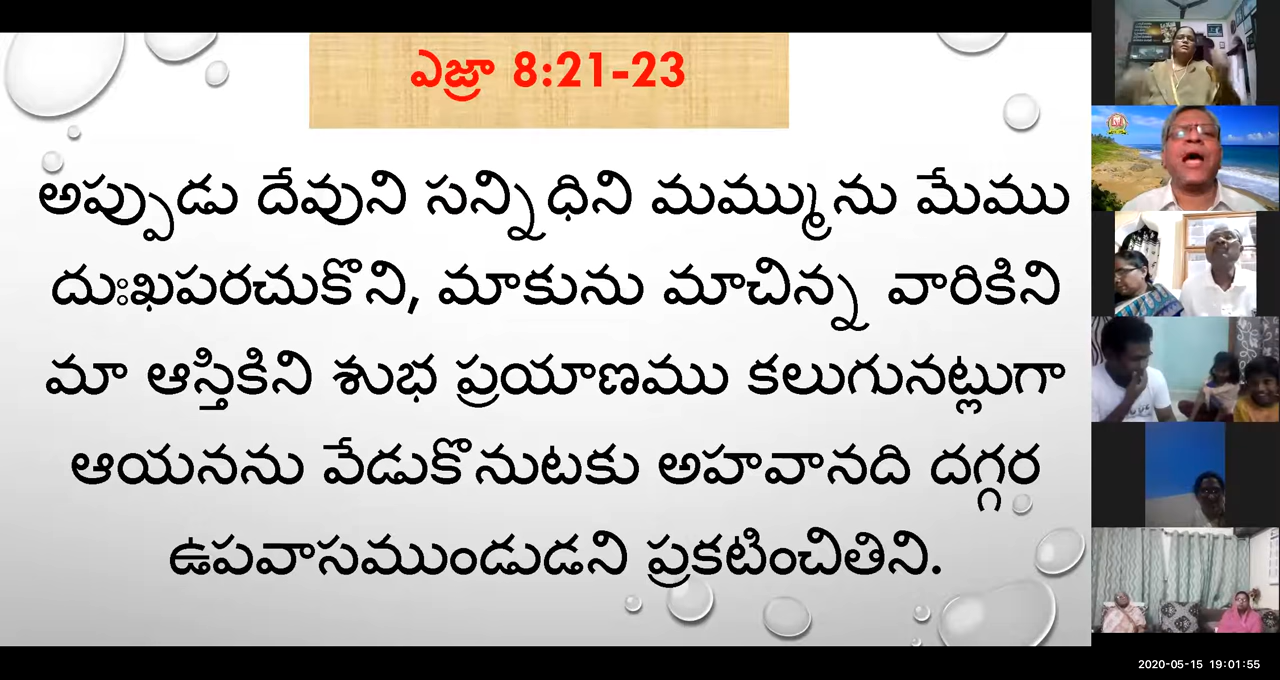 ఎజ్రా 8:21-23
అప్పుడు దేవుని సన్నిధిని మమ్మును మేము
దుఃఖపరచుకొని, మాకును మాచిన్న వారికిని
మా ఆస్తికిని శుభ ప్రయాణము కలుగునట్లుగా
ఆయనను వేడుకొనుటకు అహవానది దగ్గర
ఉపవాసముండుడని ప్రకటించితిని.
2020-05-15 19:01:55